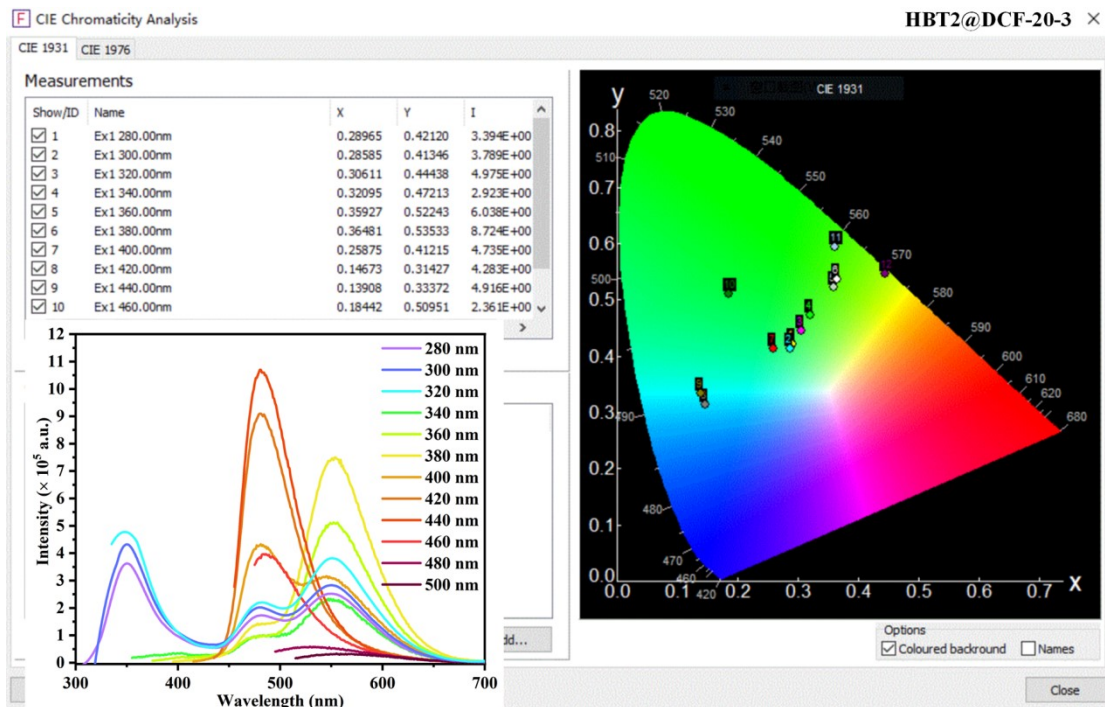 CIE Chromaticity Analysis
HBT2@DCF-20-3
CIE 1931 CIE 1976
Measurements
Show/ID Name X Y I
1 Ex1 280.00nm 0.28965 0.42120 3.394E+00
2 Ex1 300.00nm 0.28585 0.41346 3.789E+00
3 Ex1 320.00nm 0.30611 0.44438 4.975E+00
4 Ex1 340.00nm 0.32095 0.47213 2.923E+00
5 Ex1 360.00nm 0.35927 0.52243 6.038E+00
6 Ex1 380.00nm 0.36481 0.53533 8.724E+00
7 Ex1 400.00nm 0.25875 0.41215 4.735E+00
8 Ex1 420.00nm 0.14673 0.31427 4.283E+00
9 Ex1 440.00nm 0.13908 0.33372 4.916E+00
10 Ex1 460.00nm 0.18442 0.50951 2.361E+00
12
11
10
9
8
7
6
5
4
3
2
1
0
300 400 500 600 700
Intensity (× 10⁵ a.u.)
Wavelength (nm)
280 nm
300 nm
320 nm
340 nm
360 nm
380 nm
400 nm
420 nm
440 nm
460 nm
480 nm
500 nm
dd...
CIE 1931
y
0.8
0.7
0.6
0.5
0.4
0.3
0.2
0.1
0.0
0.0 0.1 0.2 0.3 0.4 0.5 0.6 0.7 x
420
460
470
480
490
500
510
520
530
540
550
560
570
580
590
600
610
620
680
11
12
4
2
9
Options
Coloured backround Names
Close